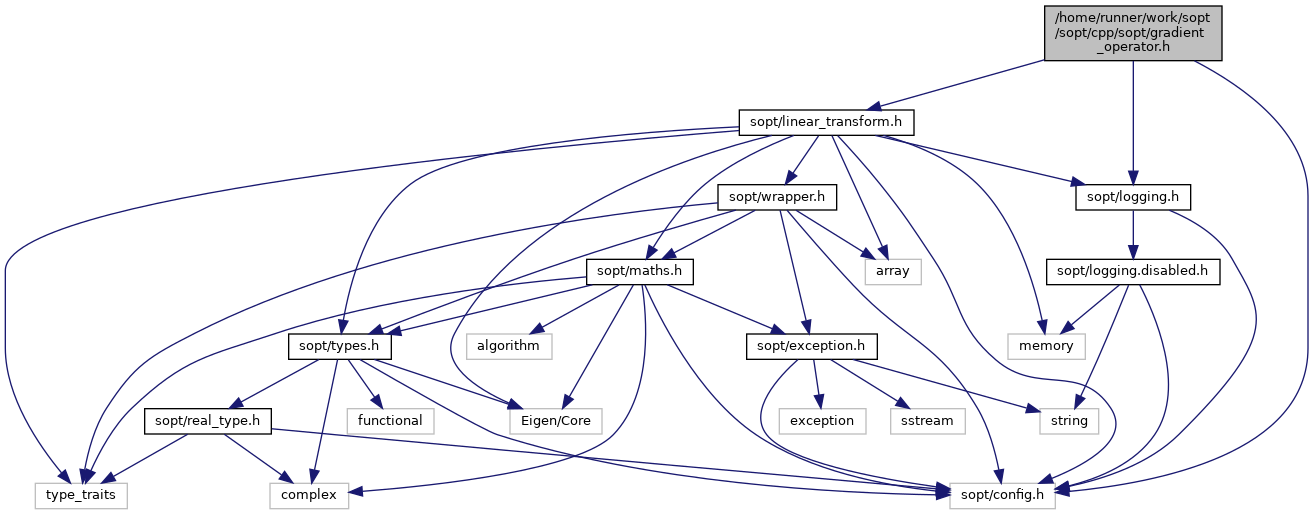 /home/runner/work/sopt
/sopt/cpp/sopt/gradient
_operator.h
sopt/linear_transform.h
sopt/wrapper.h
sopt/logging.h
sopt/maths.h
array
sopt/logging.disabled.h
sopt/types.h
algorithm
sopt/exception.h
memory
sopt/real_type.h
functional
Eigen/Core
exception
sstream
string
type_traits
complex
sopt/config.h